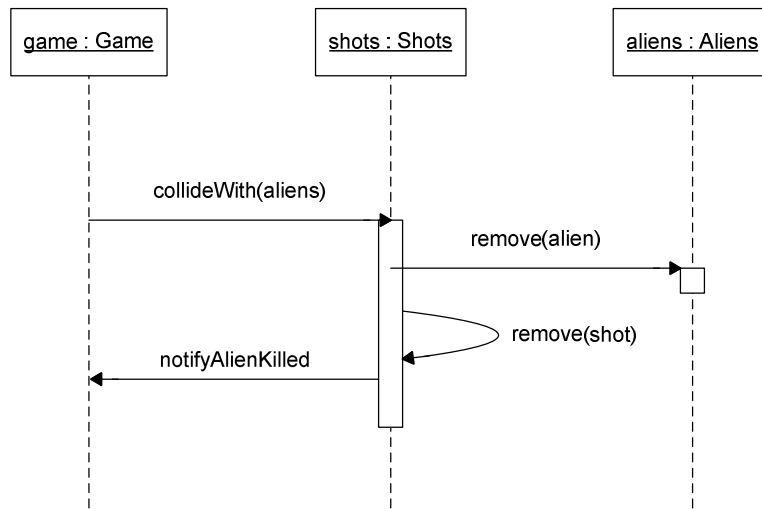 game : Game
shots : Shots
aliens : Aliens
collideWith(aliens)
remove(alien)
remove(shot)
notifyAlienKilled